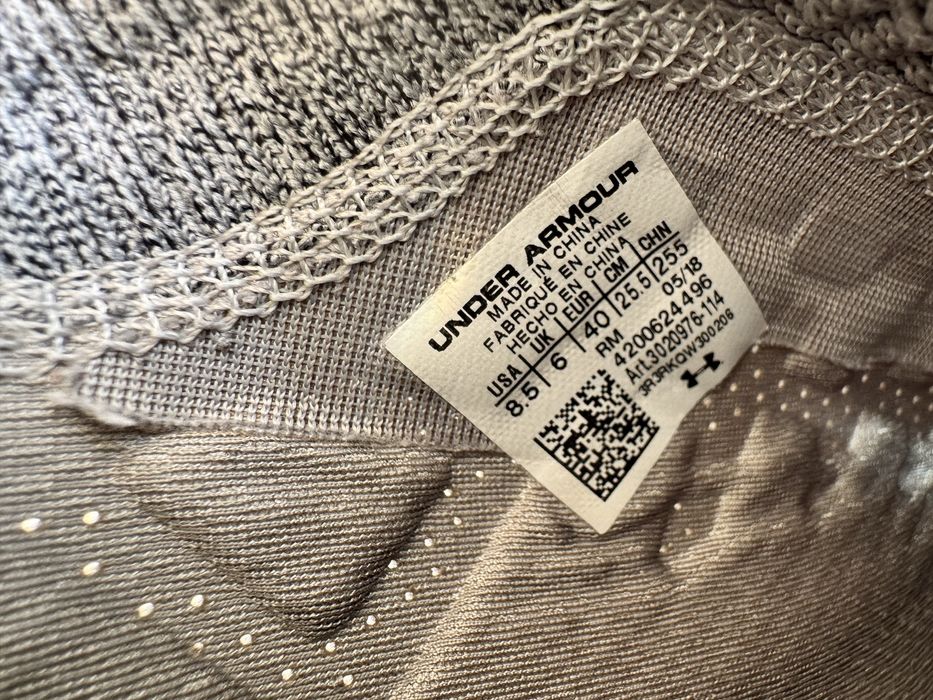 UNDER ARMOUR
MADE IN CHINA
FABRIQUÉ EN CHINE
HECHO EN CHINA
USA UK EUR CM CHN
8.5 6 40 25.5 255
RM 05/18
4200624496
Art.3020976-114
3R3RKQW300206